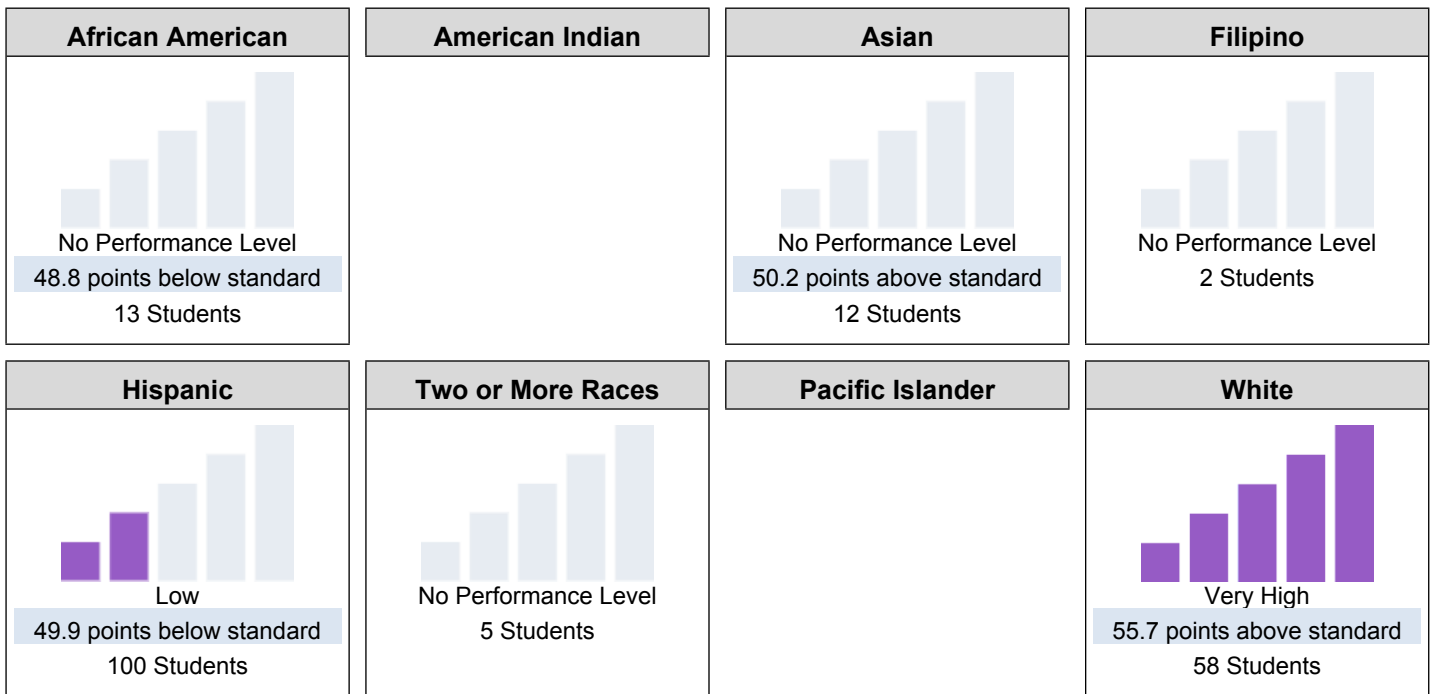 African American
No Performance Level
48.8 points below standard
13 Students
American Indian
Asian
No Performance Level
50.2 points above standard
12 Students
Filipino
No Performance Level
2 Students
Hispanic
Low
49.9 points below standard
100 Students
Two or More Races
No Performance Level
5 Students
Pacific Islander
White
Very High
55.7 points above standard
58 Students